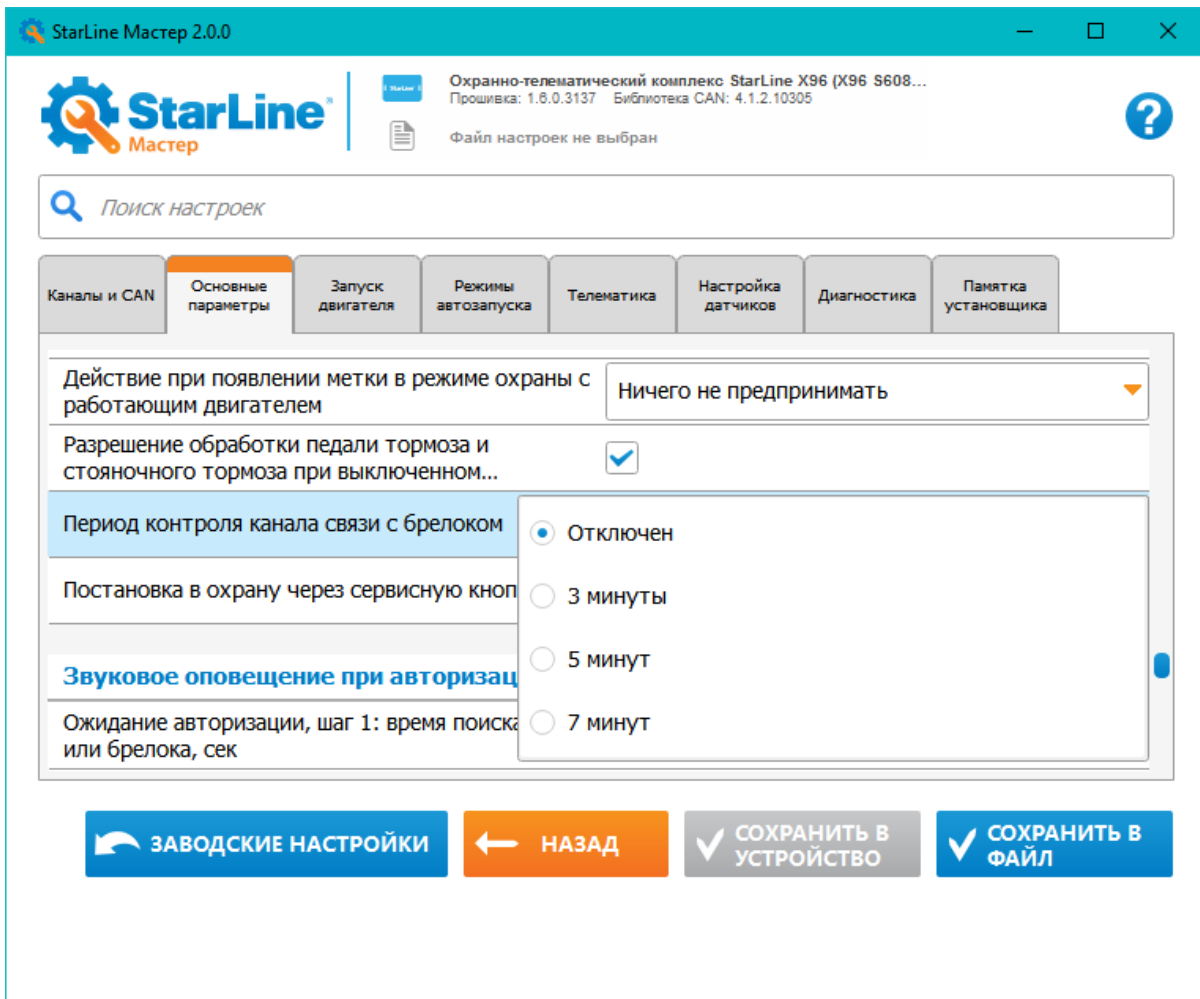 StarLine Мастер 2.0.0
StarLine
Мастер
Охранно-телематический комплекс StarLine X96 (X96 S608...
Прошивка: 1.6.0.3137 Библиотека CAN: 4.1.2.10305
Файл настроек не выбран
?
Поиск настроек
Каналы и CAN
Основные
параметры
Запуск
двигателя
Режимы
автозапуска
Телематика
Настройка
датчиков
Диагностика
Памятка
установщика
Действие при появлении метки в режиме охраны с
работающим двигателем
Ничего не предпринимать
Разрешение обработки педали тормоза и
стояночного тормоза при выключенном...
Период контроля канала связи с брелоком
Отключен
Постановка в охрану через сервисную кноп
3 минуты
5 минут
Звуковое оповещение при авторизац
Ожидание авторизации, шаг 1: время поиска
или брелока, сек
7 минут
ЗАВОДСКИЕ НАСТРОЙКИ
НАЗАД
СОХРАНИТЬ В
УСТРОЙСТВО
СОХРАНИТЬ В
ФАЙЛ